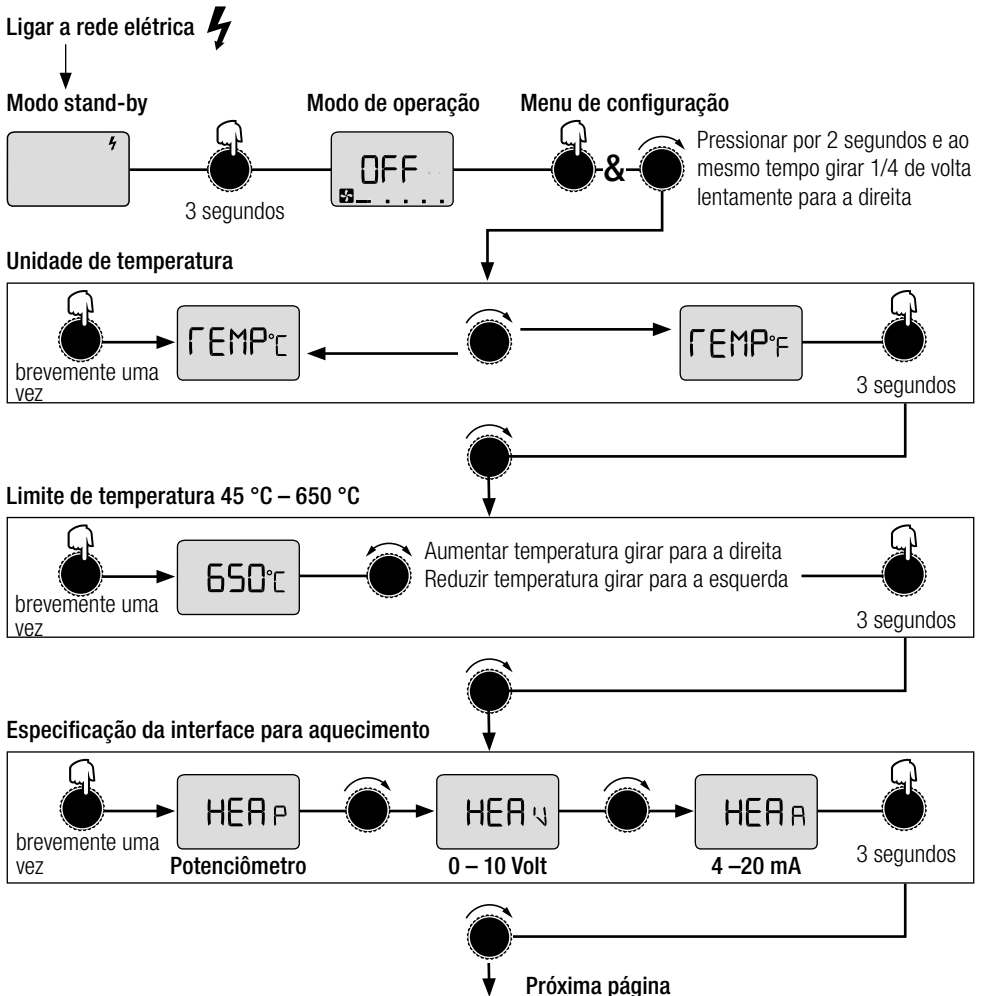 Ligar a rede elétrica
Modo stand-by
Modo de operação
Menu de configuração
3 segundos
OFF
&
Pressionar por 2 segundos e ao
mesmo tempo girar 1/4 de volta
lentamente para a direita
Unidade de temperatura
brevemente uma
vez
TEMP°C
TEMP°F
3 segundos
Limite de temperatura 45 °C – 650 °C
brevemente uma
vez
650°C
Aumentar temperatura girar para a direita
Reduzir temperatura girar para a esquerda
3 segundos
Especificação da interface para aquecimento
brevemente uma
vez
HEA P
Potenciômetro
HEA V
0 – 10 Volt
HEA A
4 –20 mA
3 segundos
Próxima página